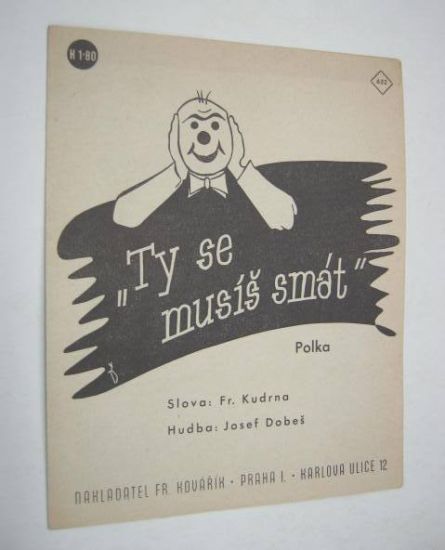 K 1·80
402
„Ty se
musíš smát“
Polka
Slova: Fr. Kudrna
Hudba: Josef Dobeš
NAKLADATEL FR. KOVÁŘÍK · PRAHA I. · KARLOVA ULICE 12